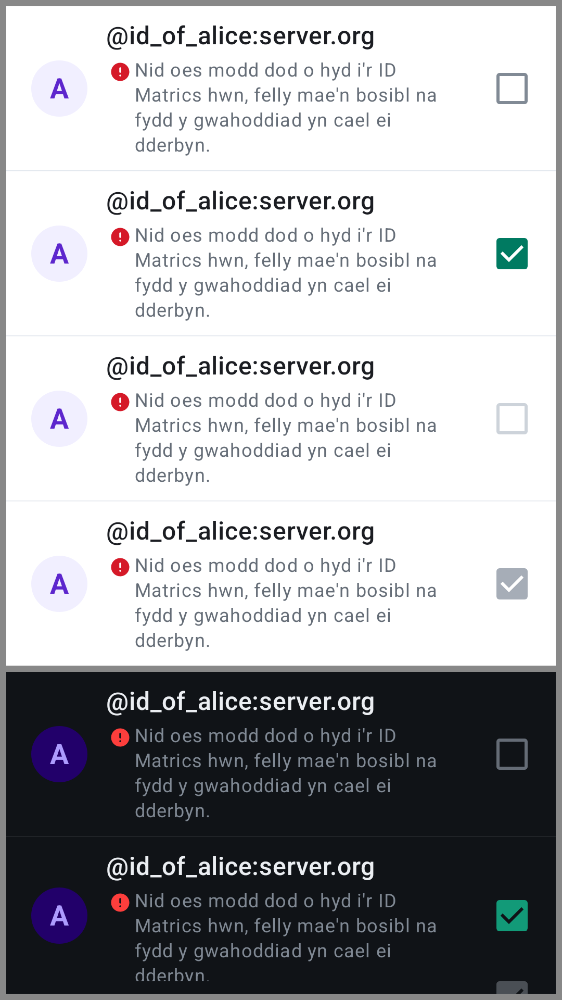 @id_of_alice:server.org
A
Nid oes modd dod o hyd i'r ID
Matrics hwn, felly mae'n bosibl na
fydd y gwahoddiad yn cael ei
dderbyn.
@id_of_alice:server.org
A
Nid oes modd dod o hyd i'r ID
Matrics hwn, felly mae'n bosibl na
fydd y gwahoddiad yn cael ei
dderbyn.
@id_of_alice:server.org
A
Nid oes modd dod o hyd i'r ID
Matrics hwn, felly mae'n bosibl na
fydd y gwahoddiad yn cael ei
dderbyn.
@id_of_alice:server.org
A
Nid oes modd dod o hyd i'r ID
Matrics hwn, felly mae'n bosibl na
fydd y gwahoddiad yn cael ei
dderbyn.
@id_of_alice:server.org
A
Nid oes modd dod o hyd i'r ID
Matrics hwn, felly mae'n bosibl na
fydd y gwahoddiad yn cael ei
dderbyn.
@id_of_alice:server.org
A
Nid oes modd dod o hyd i'r ID
Matrics hwn, felly mae'n bosibl na
fydd y gwahoddiad yn cael ei
dderbyn.